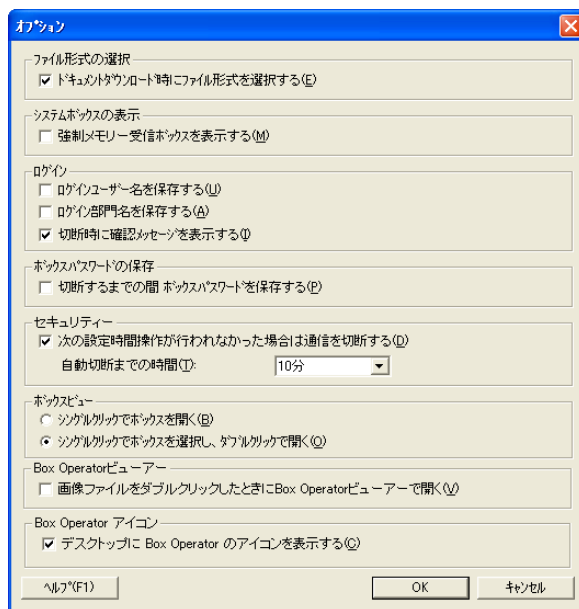 オプション
ファイル形式の選択
ドキュメントダウンロード時にファイル形式を選択する(E)
システムボックスの表示
強制メモリー受信ボックスを表示する(M)
ログイン
ログインユーザー名を保存する(U)
ログイン部門名を保存する(A)
切断時に確認メッセージを表示する(I)
ボックスパスワードの保存
切断するまでの間 ボックスパスワードを保存する(P)
セキュリティー
次の設定時間操作が行われなかった場合は通信を切断する(D)
自動切断までの時間(T): 10分
ボックスビュー
シングルクリックでボックスを開く(B)
シングルクリックでボックスを選択し、ダブルクリックで開く(O)
Box Operatorビューアー
画像ファイルをダブルクリックしたときにBox Operatorビューアーで開く(V)
Box Operator アイコン
デスクトップに Box Operator のアイコンを表示する(C)
ヘルプ(F1) OK キャンセル